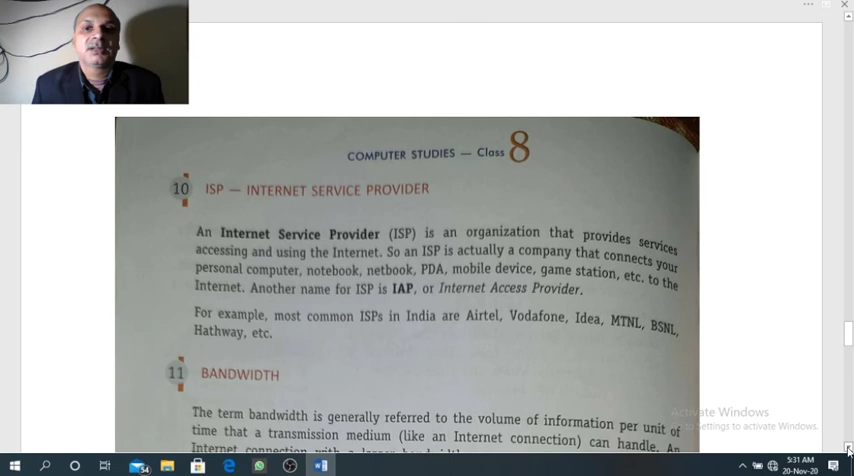 COMPUTER STUDIES — Class 8
10 ISP — INTERNET SERVICE PROVIDER
An Internet Service Provider (ISP) is an organization that provides services
accessing and using the Internet. So an ISP is actually a company that connects your
personal computer, notebook, netbook, PDA, mobile device, game station, etc. to the
Internet. Another name for ISP is IAP, or Internet Access Provider.
For example, most common ISPs in India are Airtel, Vodafone, Idea, MTNL, BSNL,
Hathway, etc.
11 BANDWIDTH
The term bandwidth is generally referred to the volume of information per unit of
time that a transmission medium (like an Internet connection) can handle. An
Internet connection with a larger
Activate Windows
to Settings to activate Windows.
54
5:31 AM
20-Nov-20